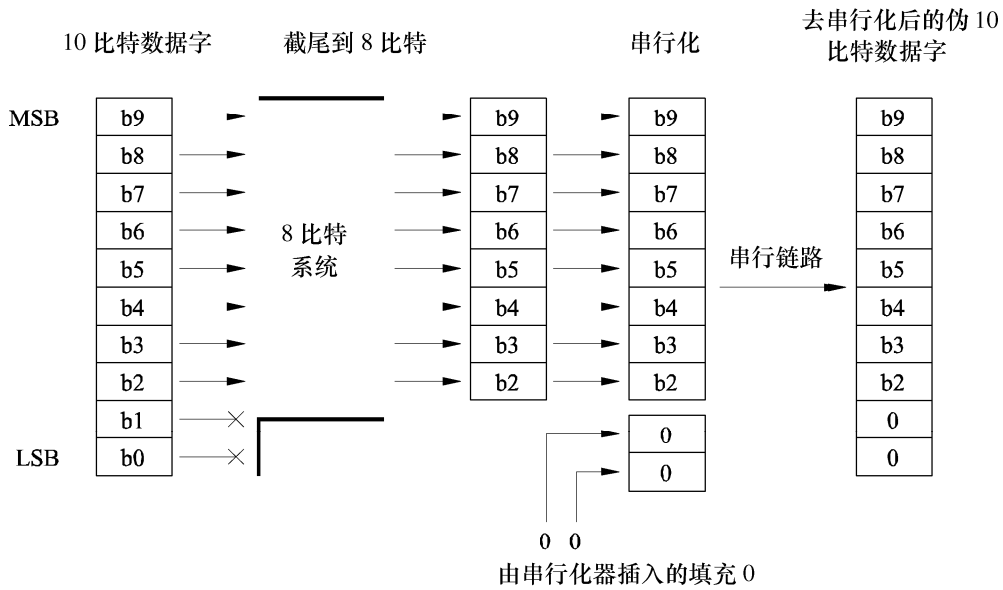 10 比特数据字
截尾到 8 比特
串行化
去串行化后的伪 10
比特数据字
MSB
b9 b9 b9 b9
b8 b8 b8 b8
b7 b7 b7 b7
b6 b6 b6 b6
8 比特
系统
b5 b5 b5 b5
串行链路
b4 b4 b4 b4
b3 b3 b3 b3
b2 b2 b2 b2
b1 0 0
LSB
b0 0 0
0 0
由串行化器插入的填充 0